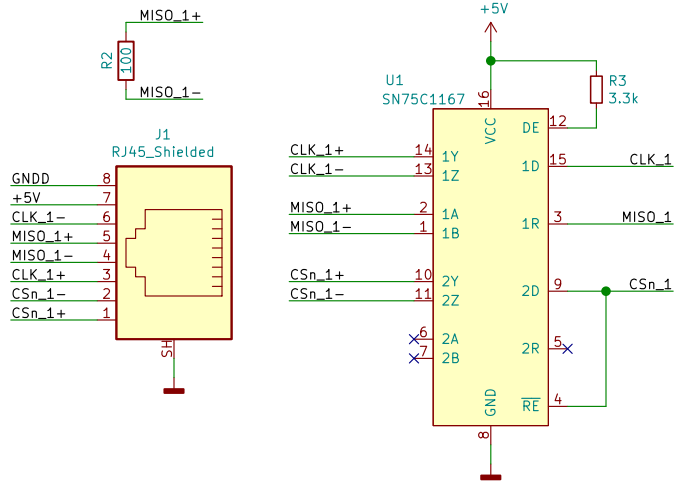 MISO_1+
R2
100
MISO_1-
J1
RJ45_Shielded
GNDD 8
+5V 7
CLK_1- 6
MISO_1+ 5
MISO_1- 4
CLK_1+ 3
CSn_1- 2
CSn_1+ 1
SH
+5V
U1
SN75C1167
16
VCC
R3
3.3k
DE 12
CLK_1+ 14 1Y
CLK_1- 13 1Z
1D 15 CLK_1
MISO_1+ 2 1A
MISO_1- 1 1B
1R 3 MISO_1
CSn_1+ 10 2Y
CSn_1- 11 2Z
2D 9 CSn_1
6 2A
7 2B
2R 5
RE 4
GND
8